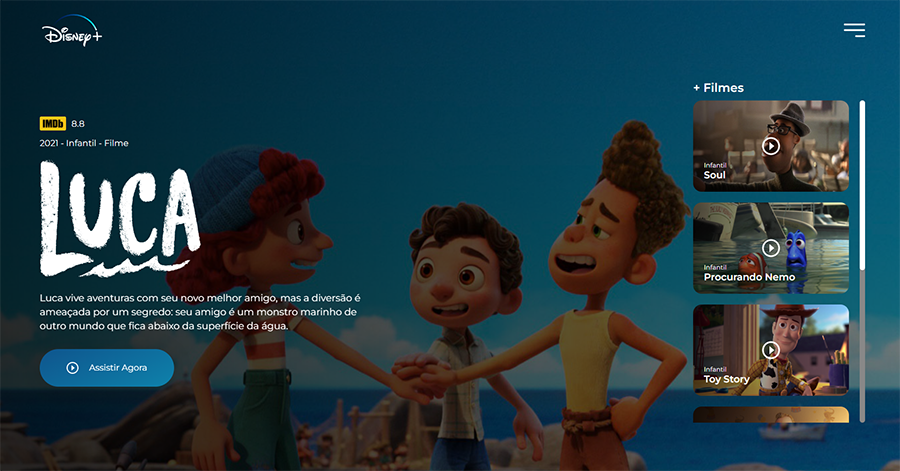 Disney+
IMDb 8.8
2021 - Infantil - Filme
LUCA
Luca vive aventuras com seu novo melhor amigo, mas a diversão é
ameaçada por um segredo: seu amigo é um monstro marinho de
outro mundo que fica abaixo da superfície da água.
Assistir Agora
+ Filmes
Infantil
Soul
Infantil
Procurando Nemo
Infantil
Toy Story